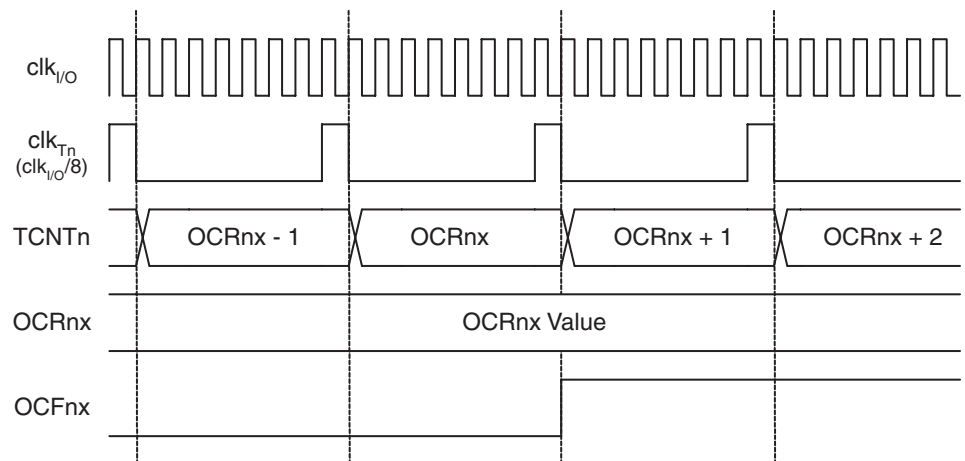 clkI/O
clkTn
(clkI/O/8)
TCNTn
OCRnx - 1
OCRnx
OCRnx + 1
OCRnx + 2
OCRnx
OCRnx Value
OCFnx